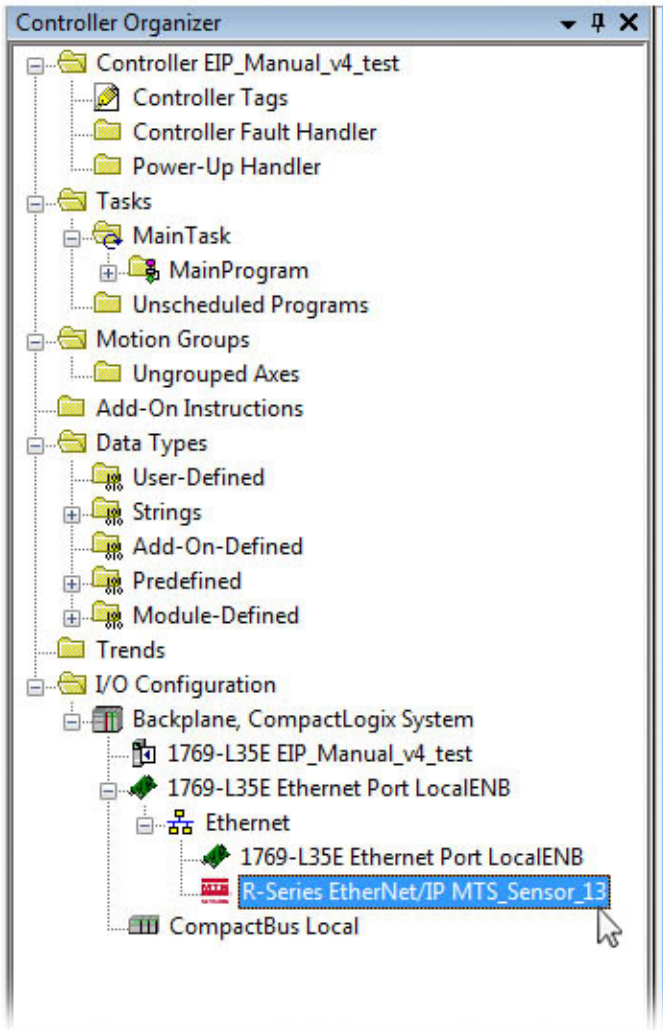 Controller Organizer
Controller EIP_Manual_v4_test
Controller Tags
Controller Fault Handler
Power-Up Handler
Tasks
MainTask
MainProgram
Unscheduled Programs
Motion Groups
Ungrouped Axes
Add-On Instructions
Data Types
User-Defined
Strings
Add-On-Defined
Predefined
Module-Defined
Trends
I/O Configuration
Backplane, CompactLogix System
1769-L35E EIP_Manual_v4_test
1769-L35E Ethernet Port LocalENB
Ethernet
1769-L35E Ethernet Port LocalENB
R-Series EtherNet/IP MTS_Sensor_13
CompactBus Local